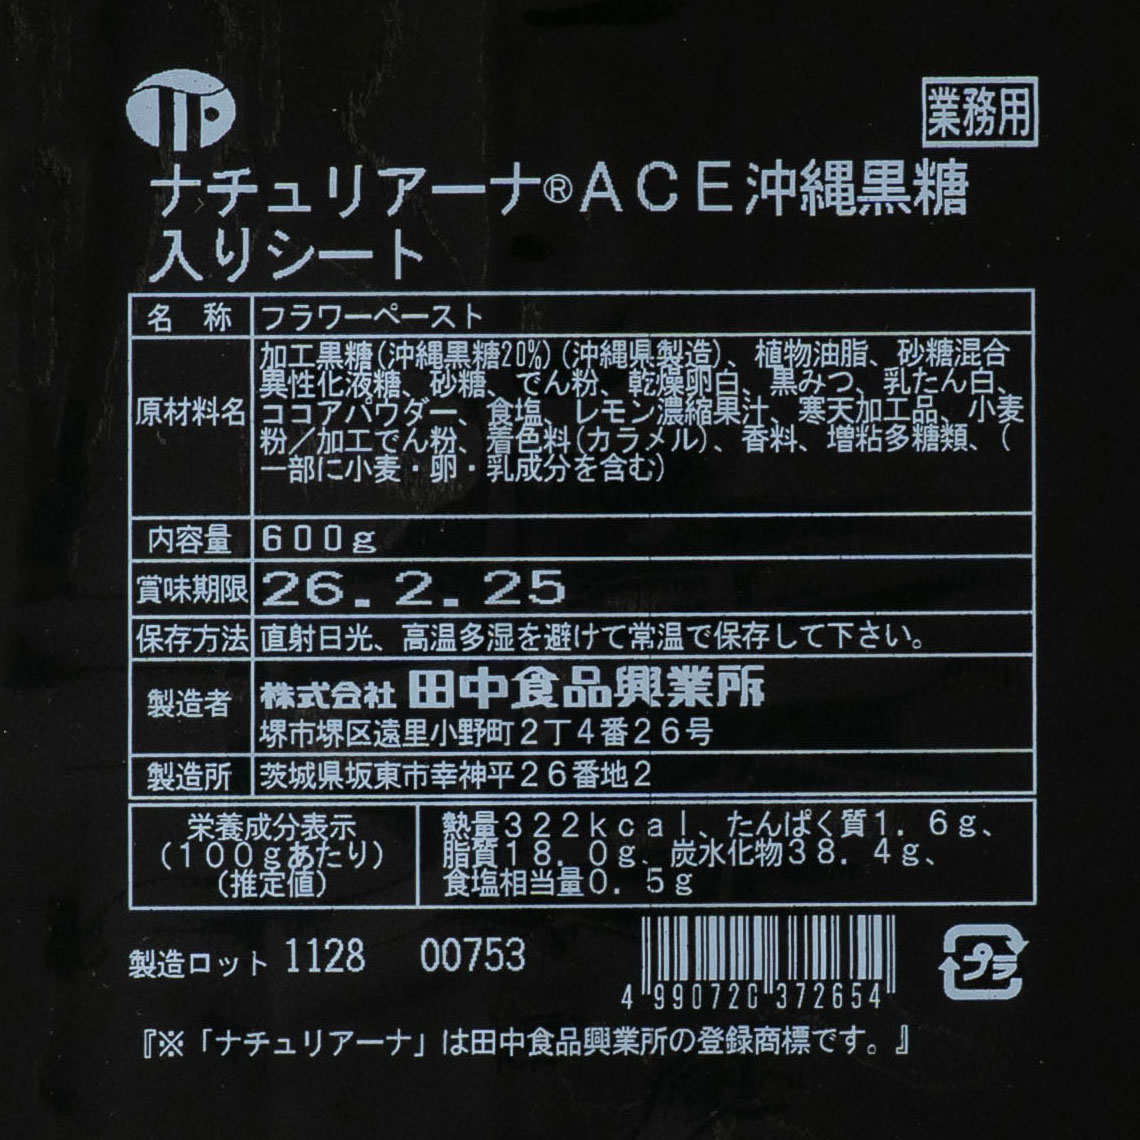 業務用
ナチュリアーナ®ACE沖縄黒糖
入りシート
名 称 フラワーペースト
原材料名 加工黒糖(沖縄黒糖20%)(沖縄県製造)、植物油脂、砂糖混合
異性化液糖、砂糖、でん粉、乾燥卵白、黒みつ、乳たん白、
ココアパウダー、食塩、レモン濃縮果汁、寒天加工品、小麦
粉/加工でん粉、着色料(カラメル)、香料、増粘多糖類、(
一部に小麦・卵・乳成分を含む)
内容量 600g
賞味期限 26.2.25
保存方法 直射日光、高温多湿を避けて常温で保存して下さい。
製造者 株式会社 田中食品興業所
堺市堺区遠里小野町2丁4番26号
製造所 茨城県坂東市幸神平26番地2
栄養成分表示
(100gあたり)
(推定値)
熱量322kcal、たんぱく質1.6g、
脂質18.0g、炭水化物38.4g、
食塩相当量0.5g
製造ロット 1128 00753
4 990720 372654
プラ
『※「ナチュリアーナ」は田中食品興業所の登録商標です。』